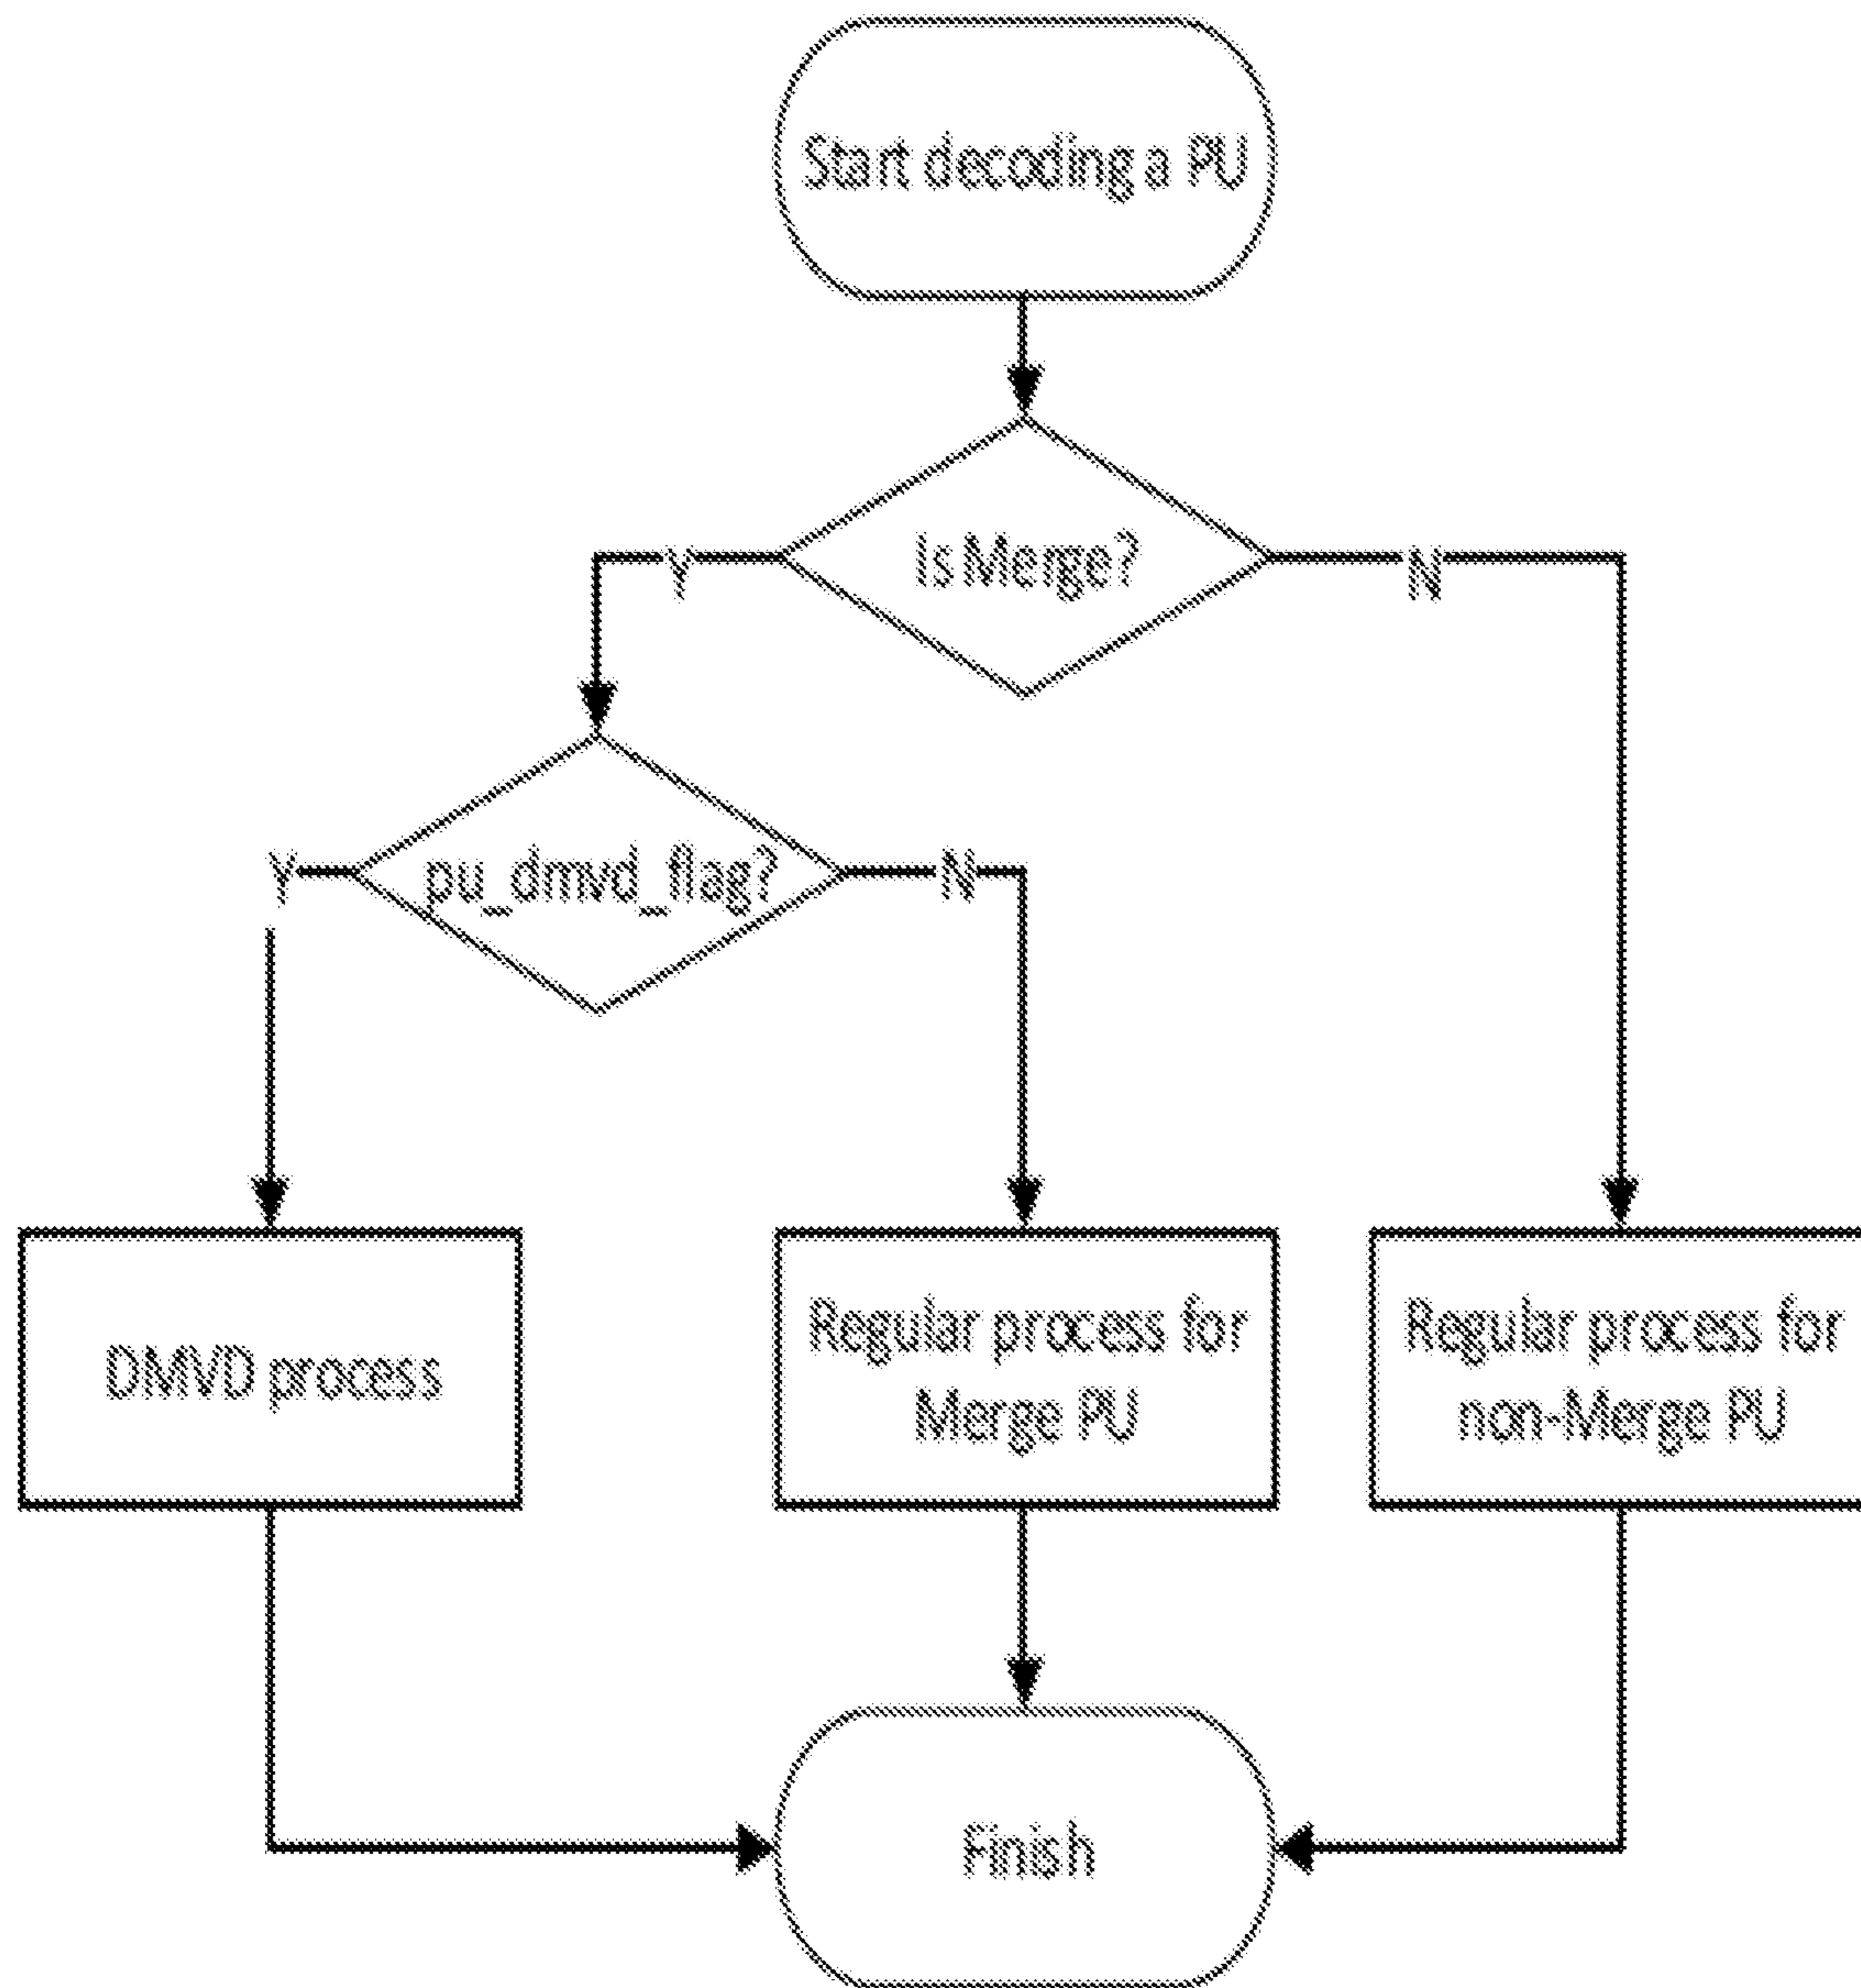 Start decoding a PU
Is Merge?
Y
N
pu_dmvd_flag?
Y
N
DMVD process
Regular process for
Merge PU
Regular process for
non-Merge PU
Finish